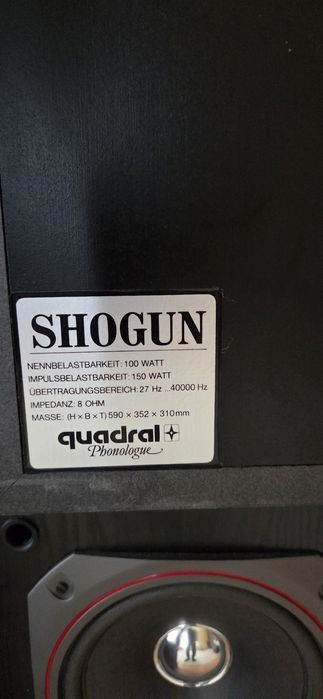 SHOGUN
NENNBELASTBARKEIT: 100 WATT
IMPULSBELASTBARKEIT: 150 WATT
ÜBERTRAGUNGSBEREICH: 27 Hz ...40000 Hz
IMPEDANZ: 8 OHM
MASSE: (H × B × T) 590 × 352 × 310mm
quadral
Phonologue